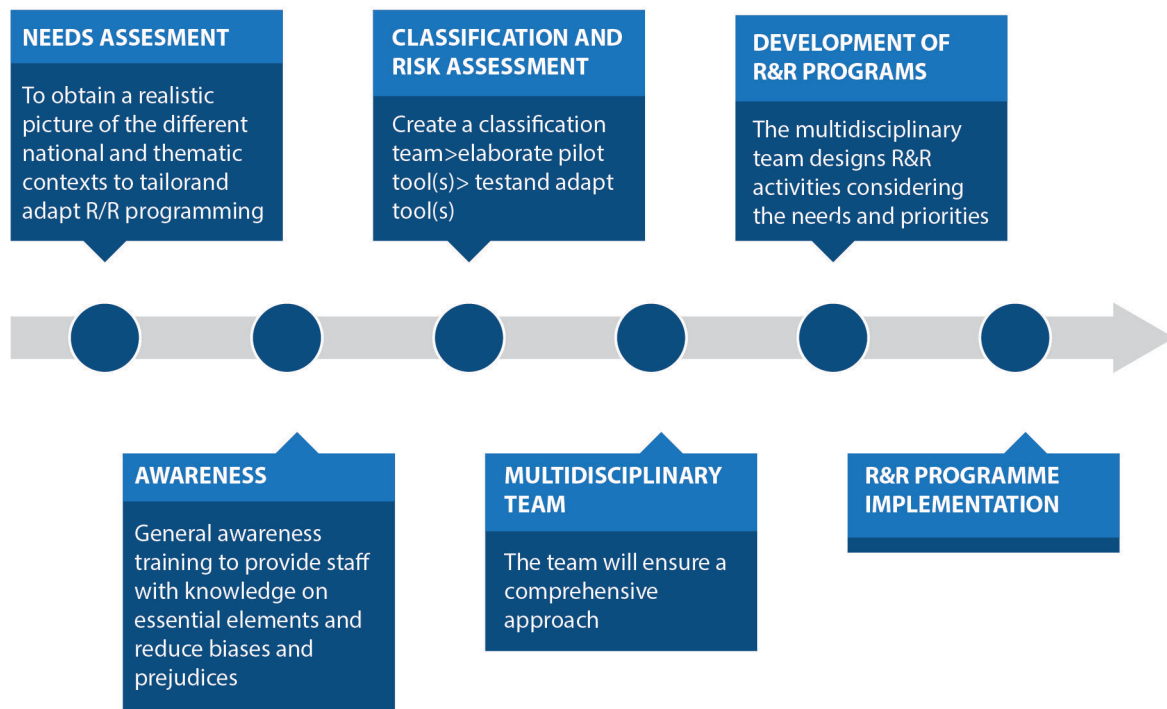 NEEDS ASSESMENT
To obtain a realistic
picture of the different
national and thematic
contexts to tailorand
adapt R/R programming
CLASSIFICATION AND
RISK ASSESSMENT
Create a classification
team>elaborate pilot
tool(s)> testand adapt
tool(s)
DEVELOPMENT OF
R&R PROGRAMS
The multidisciplinary
team designs R&R
activities considering
the needs and priorities
AWARENESS
General awareness
training to provide staff
with knowledge on
essential elements and
reduce biases and
prejudices
MULTIDISCIPLINARY
TEAM
The team will ensure a
comprehensive
approach
R&R PROGRAMME
IMPLEMENTATION